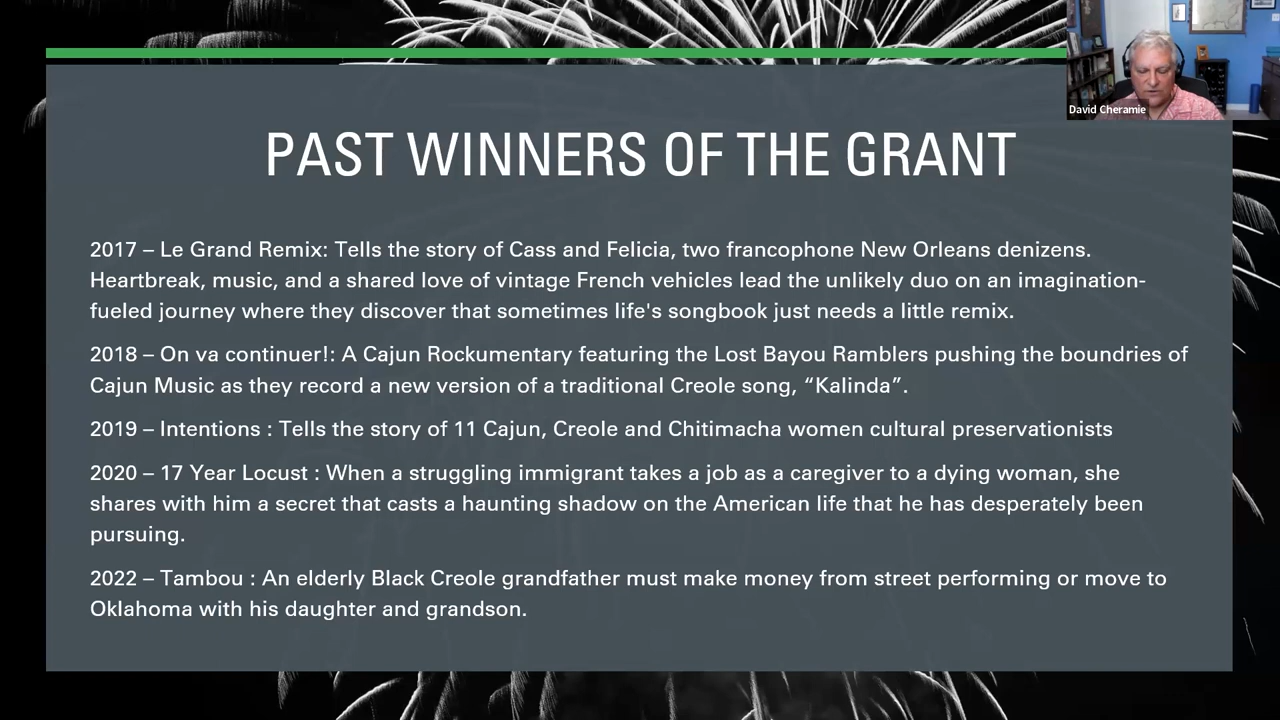 David Cheramie
PAST WINNERS OF THE GRANT
2017 – Le Grand Remix: Tells the story of Cass and Felicia, two francophone New Orleans denizens.
Heartbreak, music, and a shared love of vintage French vehicles lead the unlikely duo on an imagination-
fueled journey where they discover that sometimes life's songbook just needs a little remix.
2018 – On va continuer!: A Cajun Rockumentary featuring the Lost Bayou Ramblers pushing the boundries of
Cajun Music as they record a new version of a traditional Creole song, “Kalinda”.
2019 – Intentions : Tells the story of 11 Cajun, Creole and Chitimacha women cultural preservationists
2020 – 17 Year Locust : When a struggling immigrant takes a job as a caregiver to a dying woman, she
shares with him a secret that casts a haunting shadow on the American life that he has desperately been
pursuing.
2022 – Tambou : An elderly Black Creole grandfather must make money from street performing or move to
Oklahoma with his daughter and grandson.